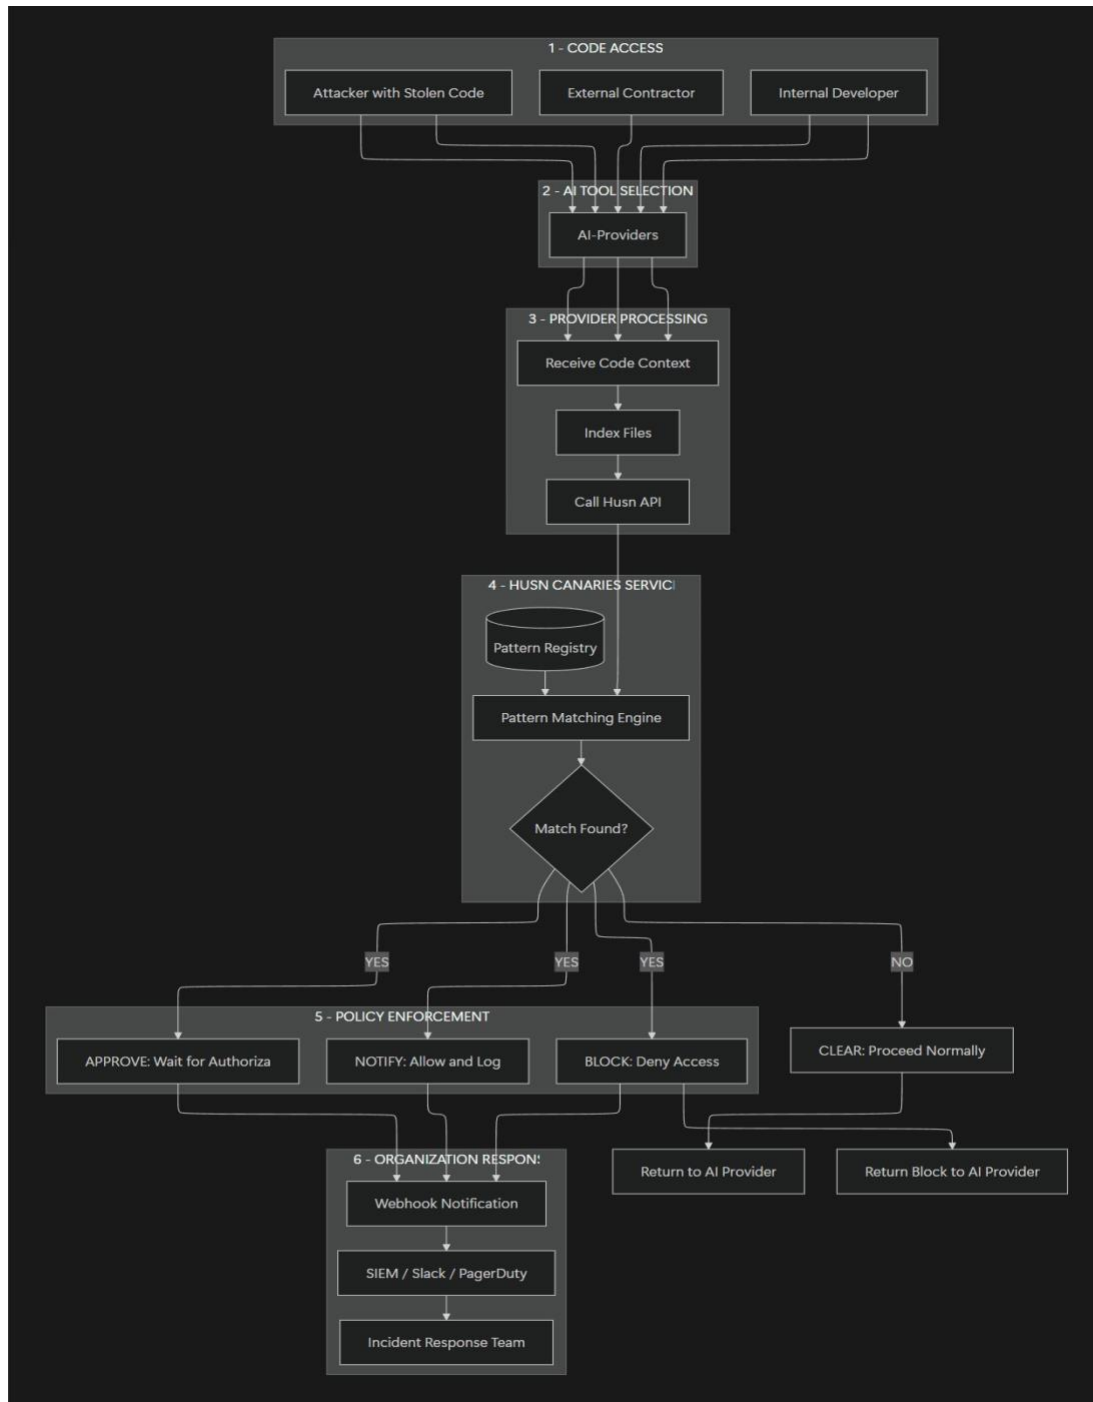 1 - CODE ACCESS
Attacker with Stolen Code
External Contractor
Internal Developer
2 - AI TOOL SELECTION
AI-Providers
3 - PROVIDER PROCESSING
Receive Code Context
Index Files
Call Husn API
4 - HUSN CANARIES SERVIC
Pattern Registry
Pattern Matching Engine
Match Found?
YES
YES
YES
NO
5 - POLICY ENFORCEMENT
APPROVE: Wait for Authoriza
NOTIFY: Allow and Log
BLOCK: Deny Access
CLEAR: Proceed Normally
6 - ORGANIZATION RESPONS
Return to AI Provider
Return Block to AI Provider
Webhook Notification
SIEM / Slack / PagerDuty
Incident Response Team